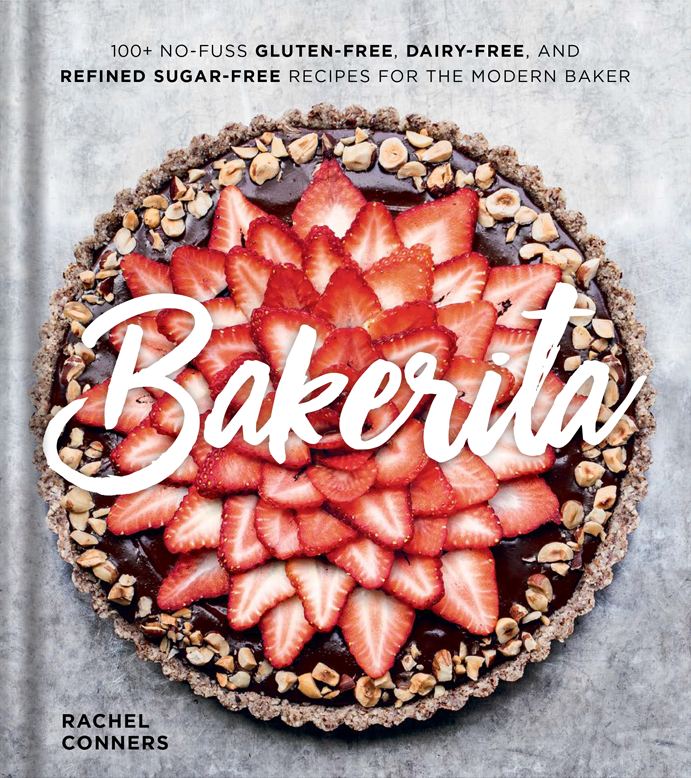 100+ NO-FUSS GLUTEN-FREE, DAIRY-FREE, AND
REFINED SUGAR-FREE RECIPES FOR THE MODERN BAKER
Bakerita
RACHEL
CONNERS